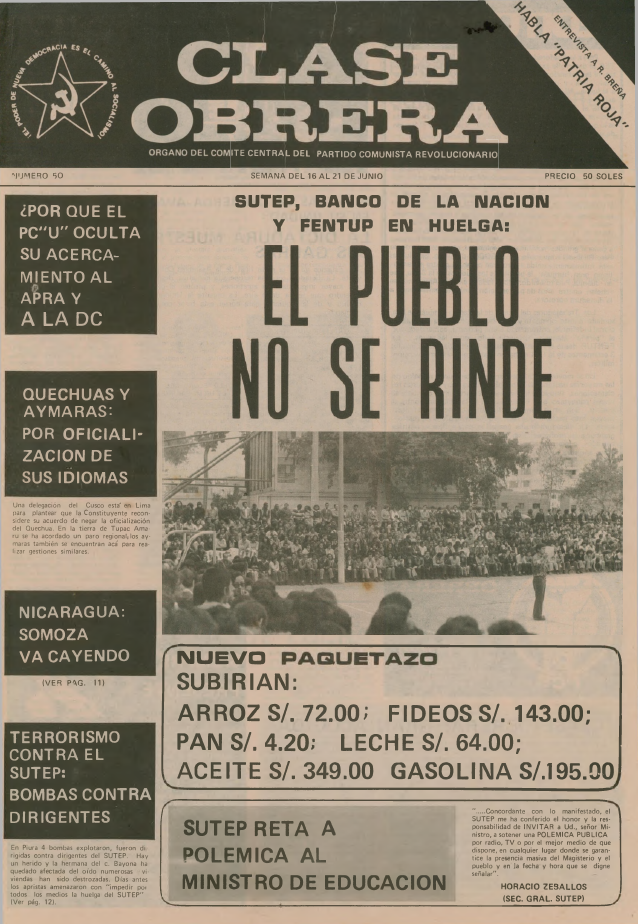 ENTREVISTA A R. BREÑA
HABLA "PATRIA ROJA"
¡EL PODER DE NUEVA DEMOCRACIA ES EL CAMINO AL SOCIALISMO!
CLASE
OBRERA
ORGANO DEL COMITE CENTRAL DEL PARTIDO COMUNISTA REVOLUCIONARIO
NUMERO 50
SEMANA DEL 16 AL 21 DE JUNIO
PRECIO 50 SOLES
¿POR QUE EL
PC"U" OCULTA
SU ACERCA-
MIENTO AL
APRA Y
A LA DC
QUECHUAS Y
AYMARAS:
POR OFICIALI-
ZACION DE
SUS IDIOMAS
Una delegacion del Cusco está en Lima
para plantear que la Constituyente recon-
sidere su acuerdo de negar la oficialización
del Quechua. En la tierra de Tupac Ama-
ru se ha acordado un paro regional, los ay-
maras también se encuentran acá para rea-
lizar gestiones similares.
NICARAGUA:
SOMOZA
VA CAYENDO
(VER PAG. 11)
TERRORISMO
CONTRA EL
SUTEP:
BOMBAS CONTRA
DIRIGENTES
En Piura 4 bombas explotaron, fueron di-
rigidas contra dirigentes del SUTEP. Hay
un herido y la hermana del c. Bayona ha
quedado afectada del oído numerosas vi-
viendas han sido destrozadas. Días antes
los apristas amenazaron con "impedir por
todos los medios la huelga del SUTEP"
(Ver pág. 12).
SUTEP, BANCO DE LA NACION
Y FENTUP EN HUELGA:
EL PUEBLO
NO SE RINDE
NUEVO PAQUETAZO
SUBIRIAN:
ARROZ S/. 72.00; FIDEOS S/. 143.00;
PAN S/. 4.20; LECHE S/. 64.00;
ACEITE S/. 349.00 GASOLINA S/.195.00
SUTEP RETA A
POLEMICA AL
MINISTRO DE EDUCACION
".....Concordente con lo manifestado, el
SUTEP me ha conferido el honor y la res-
ponsabilidad de INVITAR a Ud., señor Mi-
nistro, a sotener una POLEMICA PUBLICA
por radio, TV o por el mejor medio de que
dispone, en cualquier lugar donde se garan-
tice la presencia masiva del Magisterio y el
pueblo y en la fecha y hora que se digne
señalar".
HORACIO ZEBALLOS
(SEC. GRAL. SUTEP)